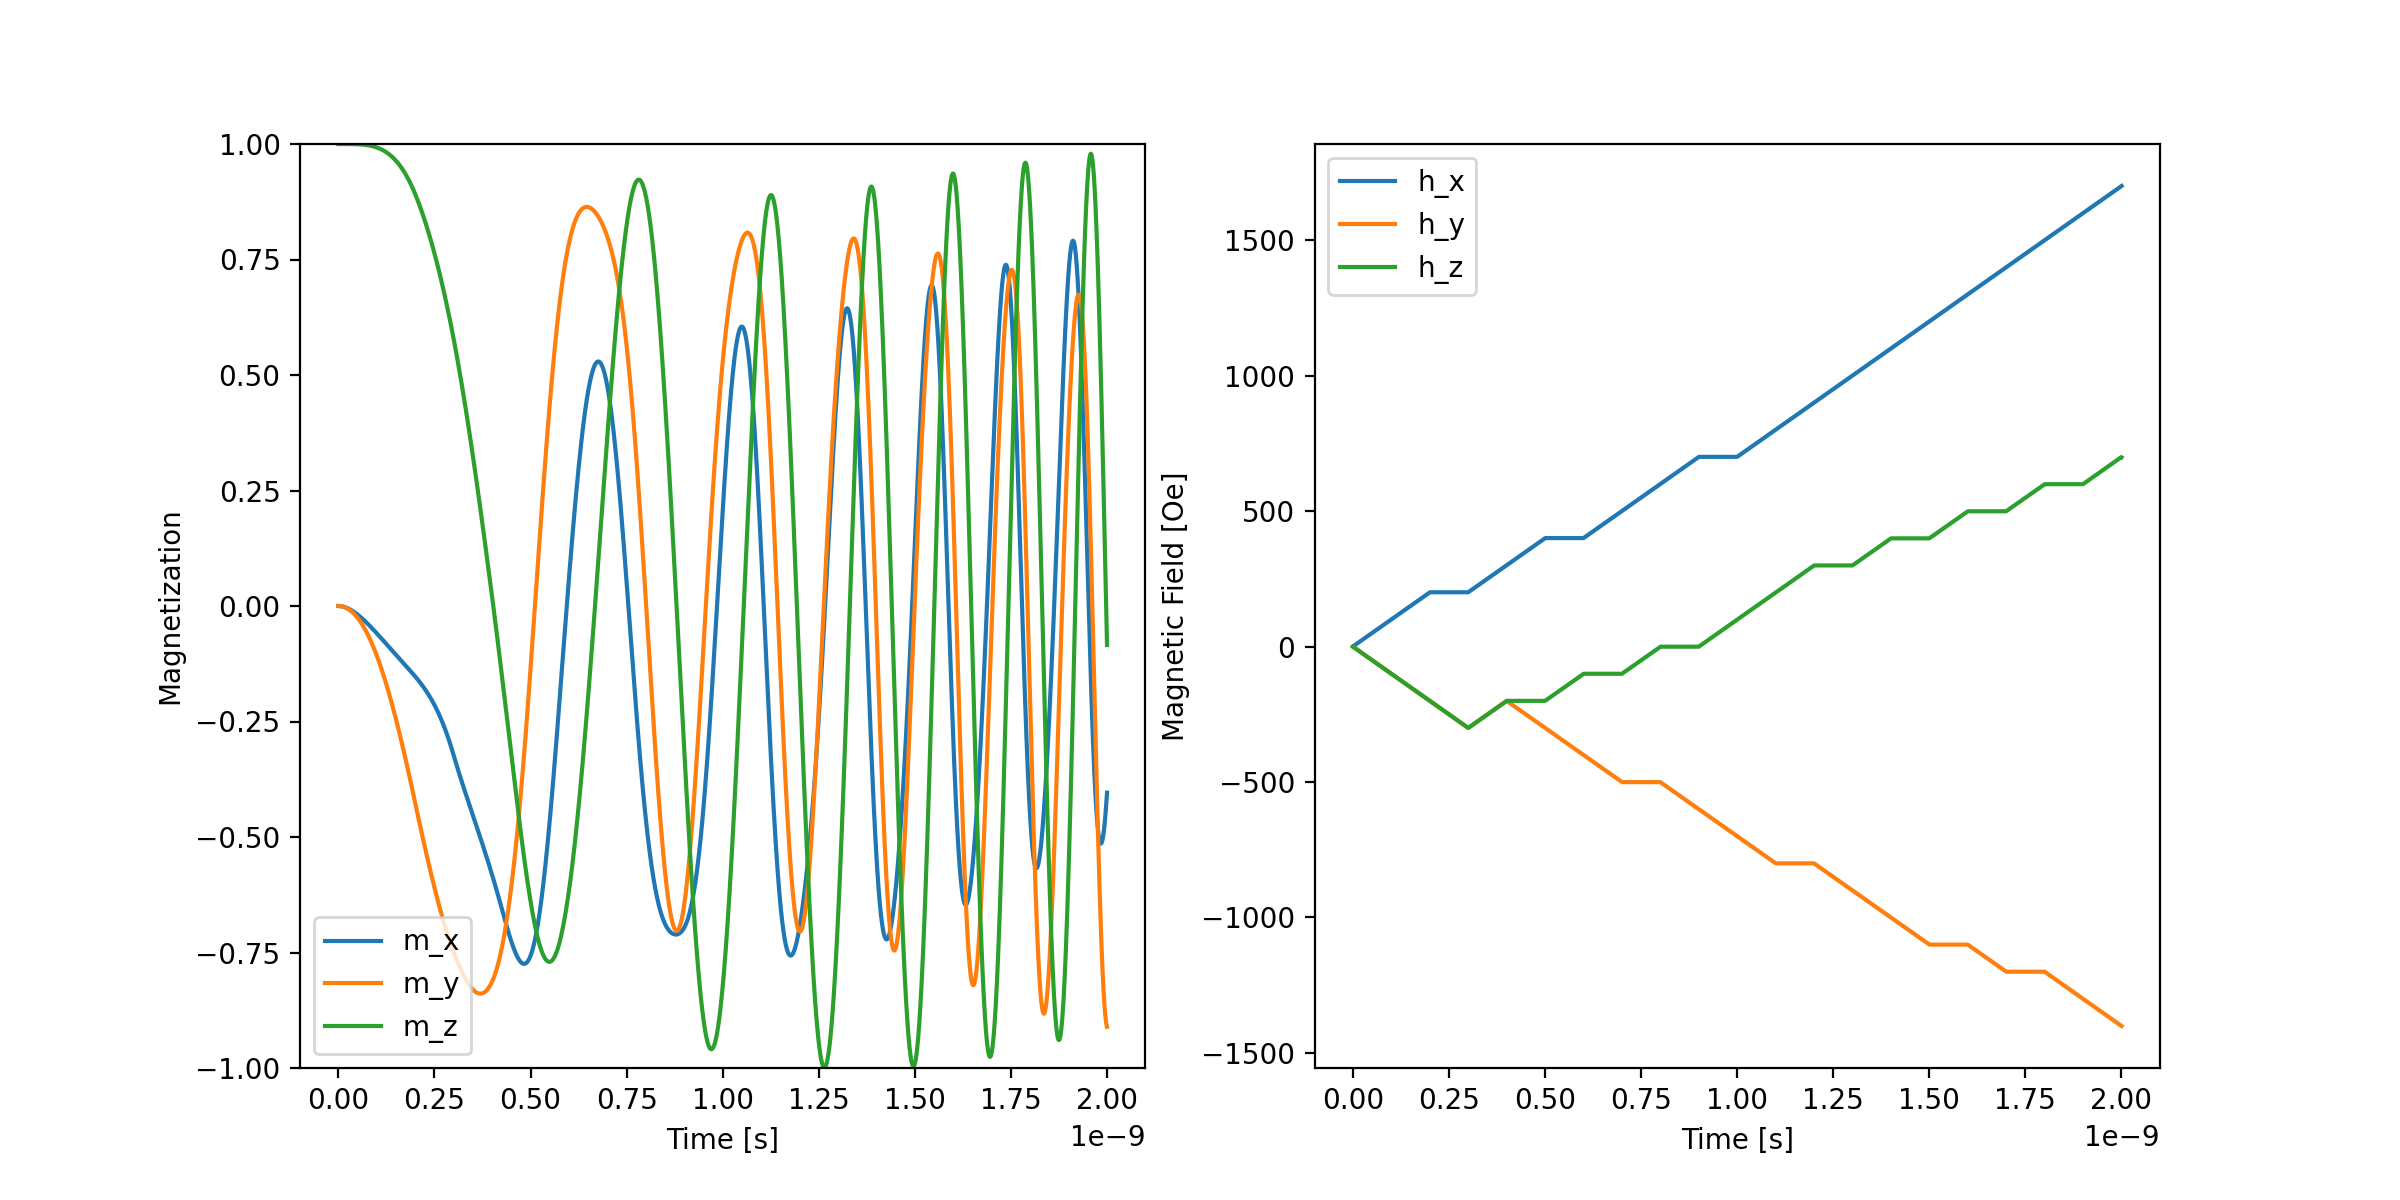 1.00
0.75
0.50
0.25
0.00
−0.25
−0.50
−0.75
−1.00
Magnetization
m_x
m_y
m_z
0.00 0.25 0.50 0.75 1.00 1.25 1.50 1.75 2.00
Time [s]
1e−9
1500
1000
500
0
−500
−1000
−1500
Magnetic Field [Oe]
h_x
h_y
h_z
0.00 0.25 0.50 0.75 1.00 1.25 1.50 1.75 2.00
Time [s]
1e−9